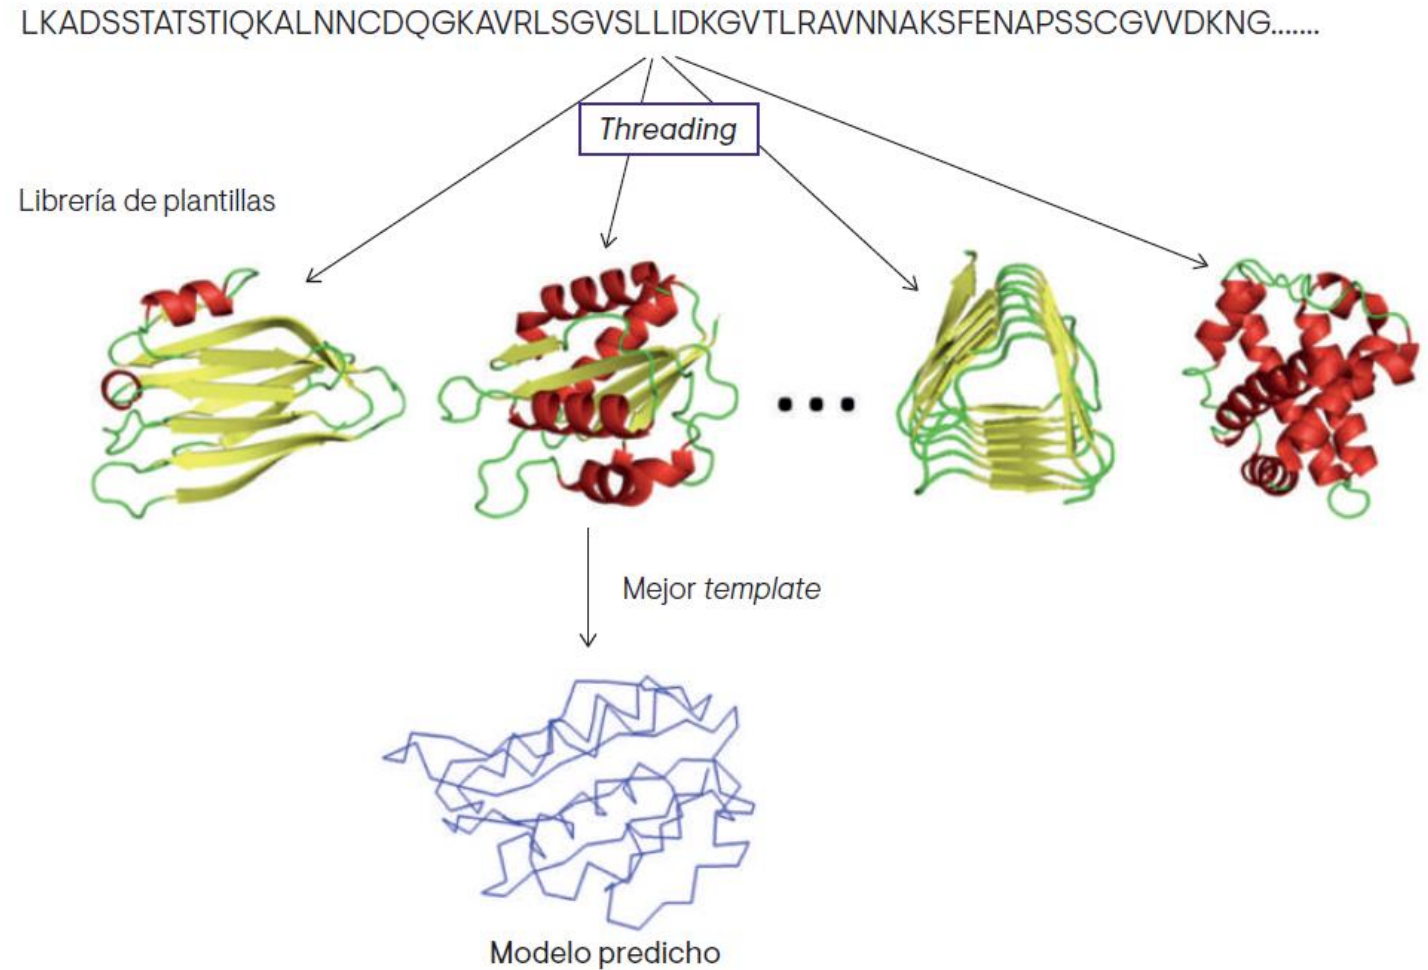 LKADSSTATSTIQKALNNCDQGKAVRLSGVSLLIDKGVTLRAVNNAKSFENAPSSCGVVDKNG.......
Threading
Librería de plantillas
Mejor template
Modelo predicho